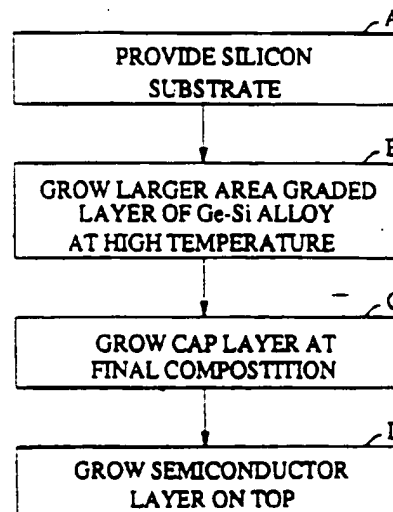 A
PROVIDE SILICON
SUBSTRATE
GROW LARGER AREA GRADED
LAYER OF Ge-Si ALLOY
AT HIGH TEMPERATURE
GROW CAP LAYER AT
FINAL COMPOSTITION
GROW SEMICONDUCTOR
LAYER ON TOP